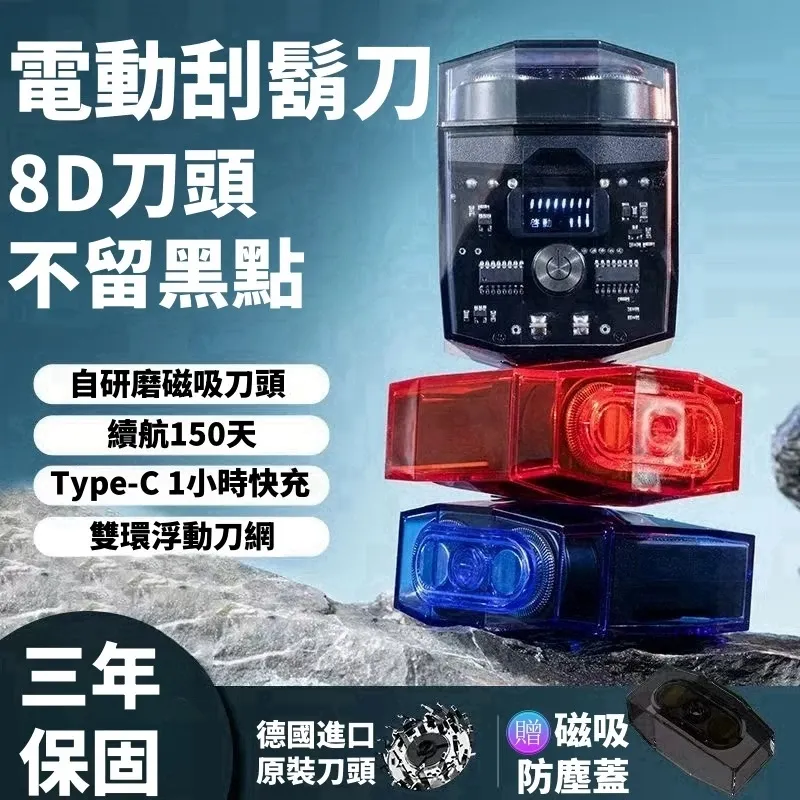 電動刮鬍刀
8D刀頭
不留黑點
啓動
自研磨磁吸刀頭
續航150天
Type-C 1小時快充
雙環浮動刀網
三年
保固
德國進口
原裝刀頭
贈 磁吸
防塵蓋